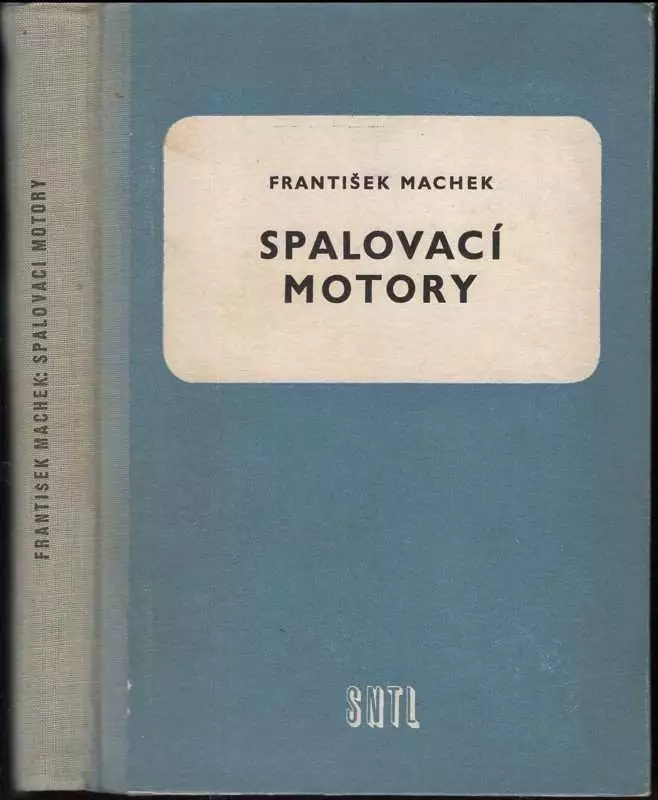 FRANTIŠEK MACHEK: SPALOVACÍ MOTORY
FRANTIŠEK MACHEK
SPALOVACÍ
MOTORY
SNTL